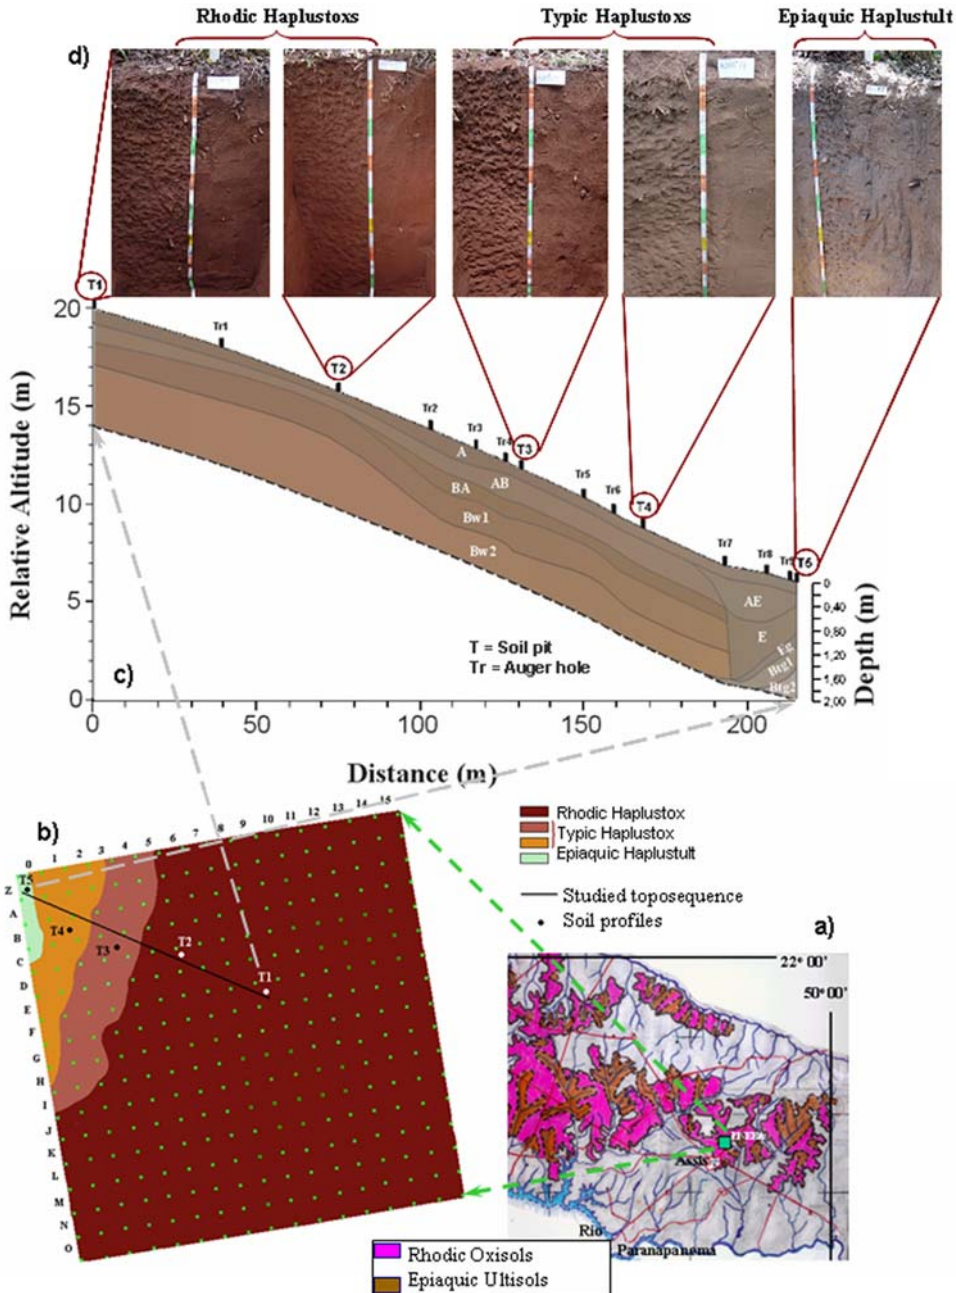 Rhodic Haplustoxs Typic Haplustoxs Epiaquic Haplustult
d)
T1
Tr1
T2
Tr2
Tr3
Tr4
T3
Tr5
Tr6
T4
Tr7
Tr8
T5
A
AB
BA
Bw1
Bw2
AE
E
Eg
Btg1
Btg2
Relative Altitude (m)
20
15
10
5
0
Depth (m)
0
0,40
0,80
1,20
1,60
2,00
T = Soil pit
Tr = Auger hole
c)
0 50 100 150 200
Distance (m)
b)
0 1 2 3 4 5 6 7 8 9 10 11 12 13 14 15
Z
A
B
C
D
E
F
G
H
I
J
K
L
M
N
O
T5
T4
T3
T2
T1
Rhodic Haplustox
Typic Haplustox
Epiaquic Haplustult
Studied toposequence
Soil profiles
a)
22° 00'
50° 00'
Assis
Rio
Paranapanema
Rhodic Oxisols
Epiaquic Ultisols